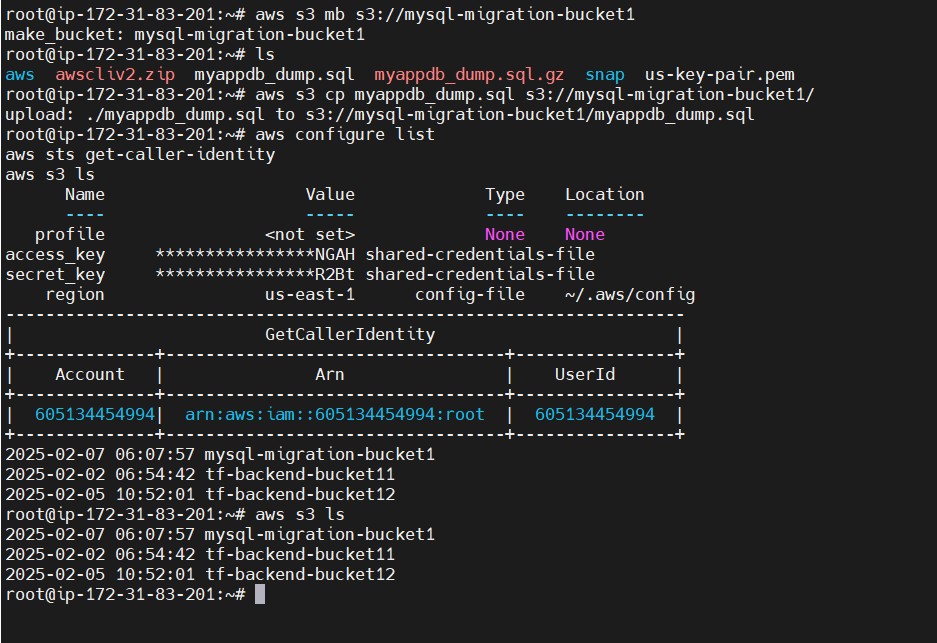 root@ip-172-31-83-201:~# aws s3 mb s3://mysql-migration-bucket1
make_bucket: mysql-migration-bucket1
root@ip-172-31-83-201:~# ls
aws  awscliv2.zip  myappdb_dump.sql  myappdb_dump.sql.gz  snap  us-key-pair.pem
root@ip-172-31-83-201:~# aws s3 cp myappdb_dump.sql s3://mysql-migration-bucket1/
upload: ./myappdb_dump.sql to s3://mysql-migration-bucket1/myappdb_dump.sql
root@ip-172-31-83-201:~# aws configure list
aws sts get-caller-identity
aws s3 ls
      Name                    Value             Type    Location
      ----                    -----             ----    --------
   profile                <not set>             None    None
access_key     ****************NGAH shared-credentials-file
secret_key     ****************R2Bt shared-credentials-file
    region                us-east-1      config-file    ~/.aws/config
--------------------------------------------------------------------
|                         GetCallerIdentity                        |
+--------------+----------------------------------+----------------+
|    Account   |               Arn                |    UserId      |
+--------------+----------------------------------+----------------+
|  605134454994|  arn:aws:iam::605134454994:root  |  605134454994  |
+--------------+----------------------------------+----------------+
2025-02-07 06:07:57 mysql-migration-bucket1
2025-02-02 06:54:42 tf-backend-bucket11
2025-02-05 10:52:01 tf-backend-bucket12
root@ip-172-31-83-201:~# aws s3 ls
2025-02-07 06:07:57 mysql-migration-bucket1
2025-02-02 06:54:42 tf-backend-bucket11
2025-02-05 10:52:01 tf-backend-bucket12
root@ip-172-31-83-201:~#